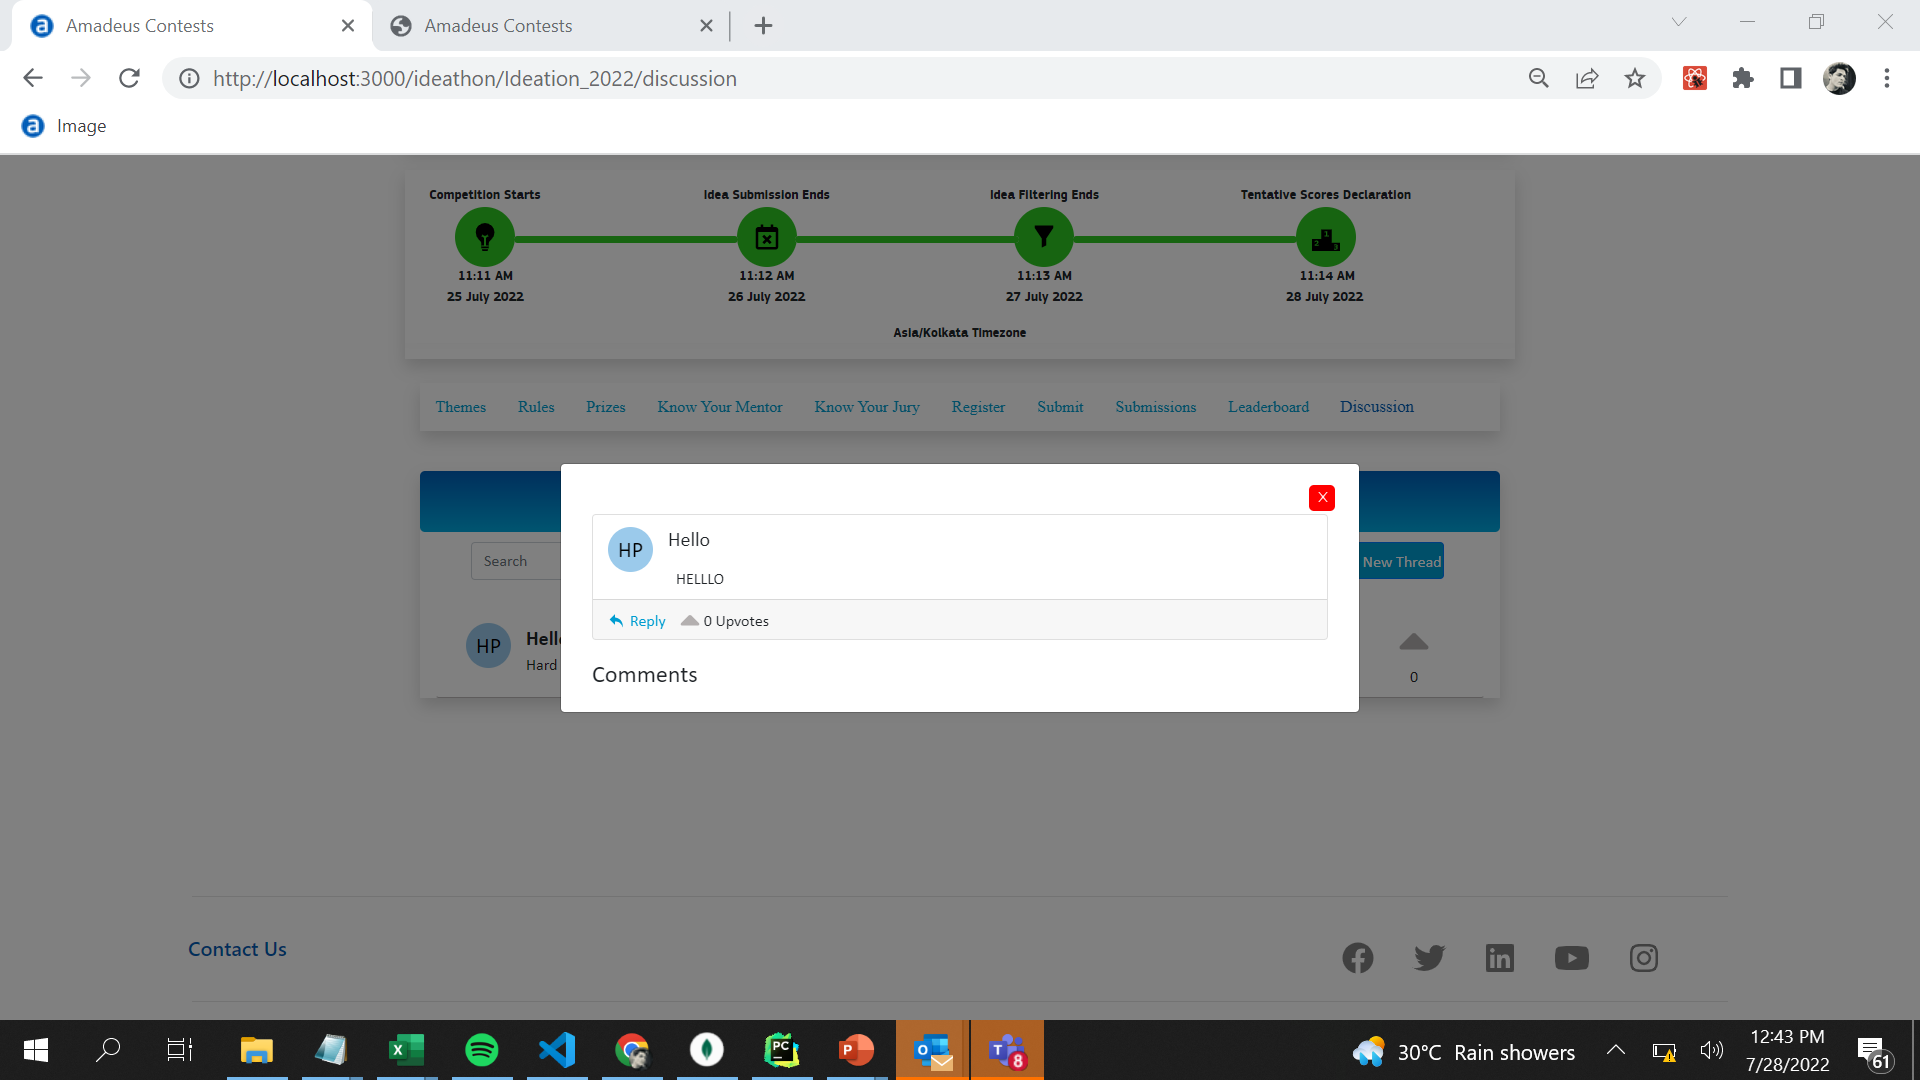 Amadeus Contests
Amadeus Contests
http://localhost:3000/ideathon/Ideation_2022/discussion
Image
Competition Starts
Idea Submission Ends
Idea Filtering Ends
Tentative Scores Declaration
11:11 AM
11:12 AM
11:13 AM
11:14 AM
25 July 2022
26 July 2022
27 July 2022
28 July 2022
Asia/Kolkata Timezone
Themes Rules Prizes Know Your Mentor Know Your Jury Register Submit Submissions Leaderboard Discussion
X
HP Hello
HELLLO
Reply 0 Upvotes
Comments
Search
New Thread
HP
Hard
0
Contact Us
30°C Rain showers
12:43 PM
7/28/2022
61
8